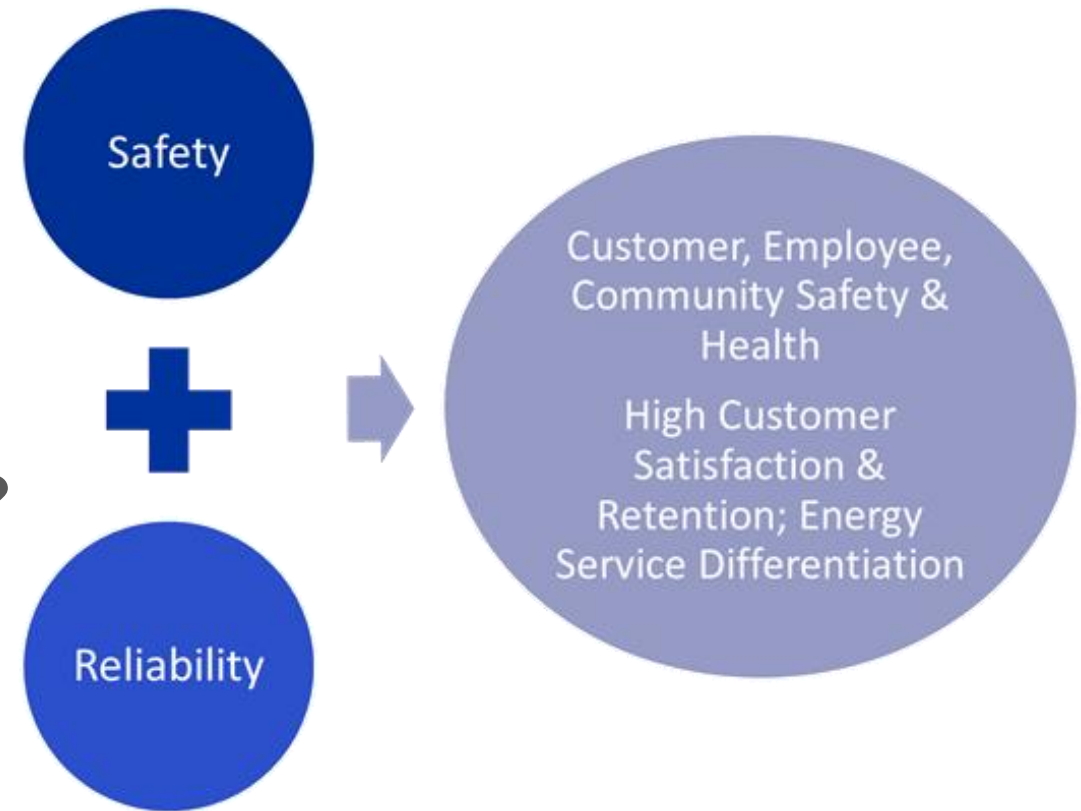 Safety
Reliability
Customer, Employee,
Community Safety &
Health
High Customer
Satisfaction &
Retention; Energy
Service Differentiation